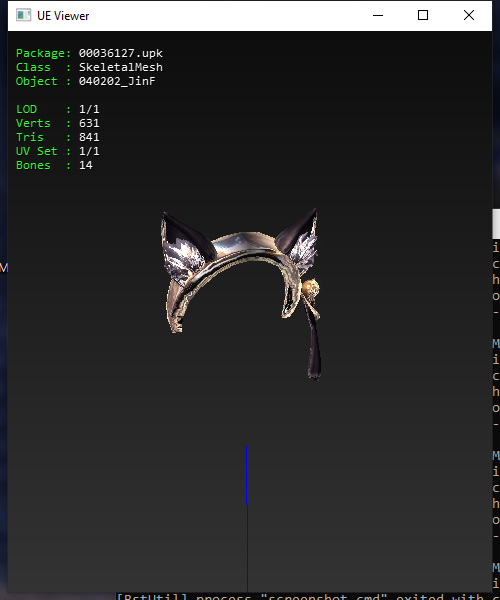 UE Viewer
Package: 00036127.upk
Class : SkeletalMesh
Object : 040202_JinF
LOD : 1/1
Verts : 631
Tris : 841
UV Set : 1/1
Bones : 14
M
i
c
h
o
-
M
i
c
h
o
-
M
i
c
h
o
-
M
i
[BstUtil] process "screenshot.cmd" exited with c